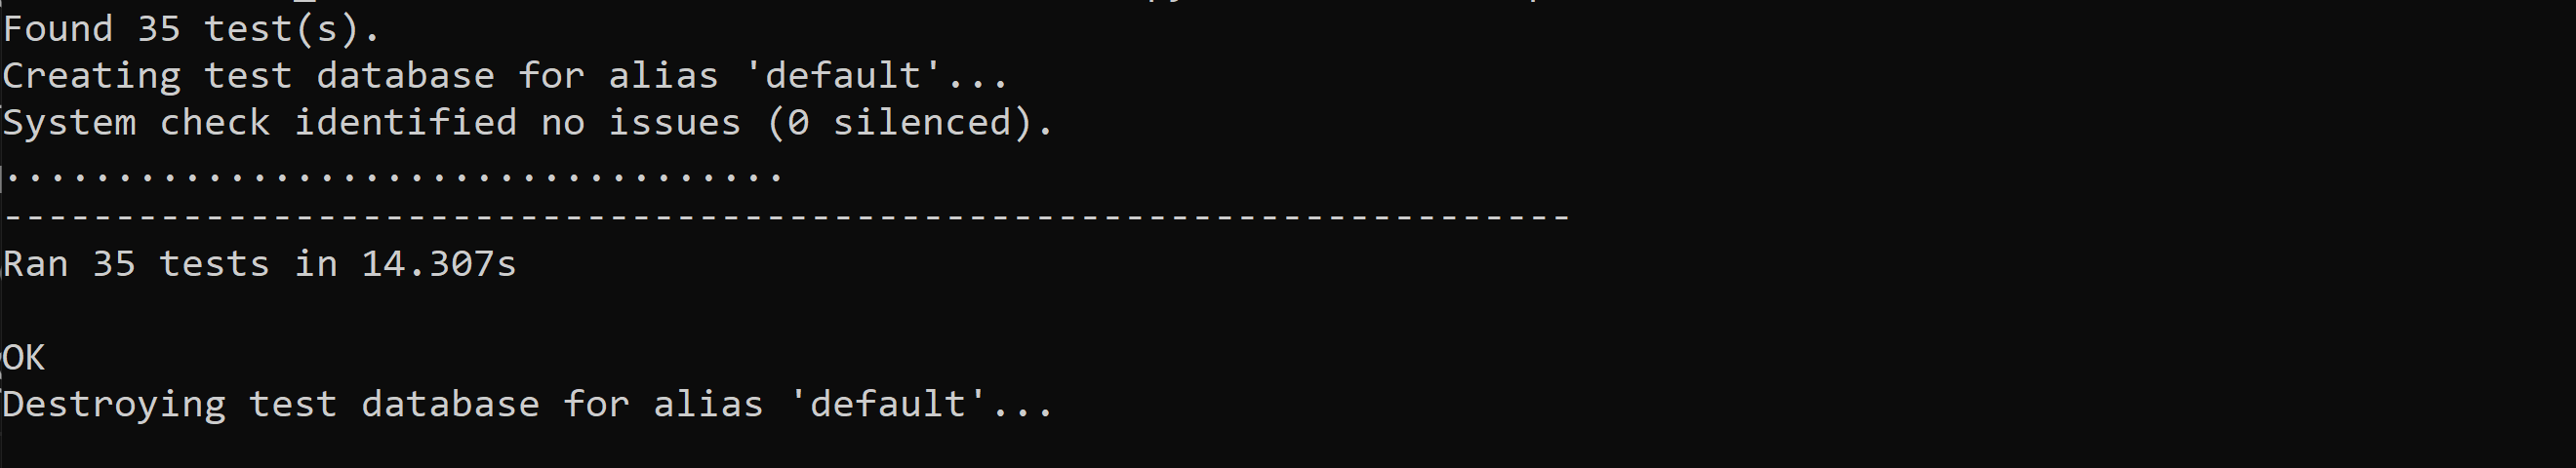 Found 35 test(s).
Creating test database for alias 'default'...
System check identified no issues (0 silenced).
...................................
----------------------------------------------------------------------
Ran 35 tests in 14.307s
OK
Destroying test database for alias 'default'...